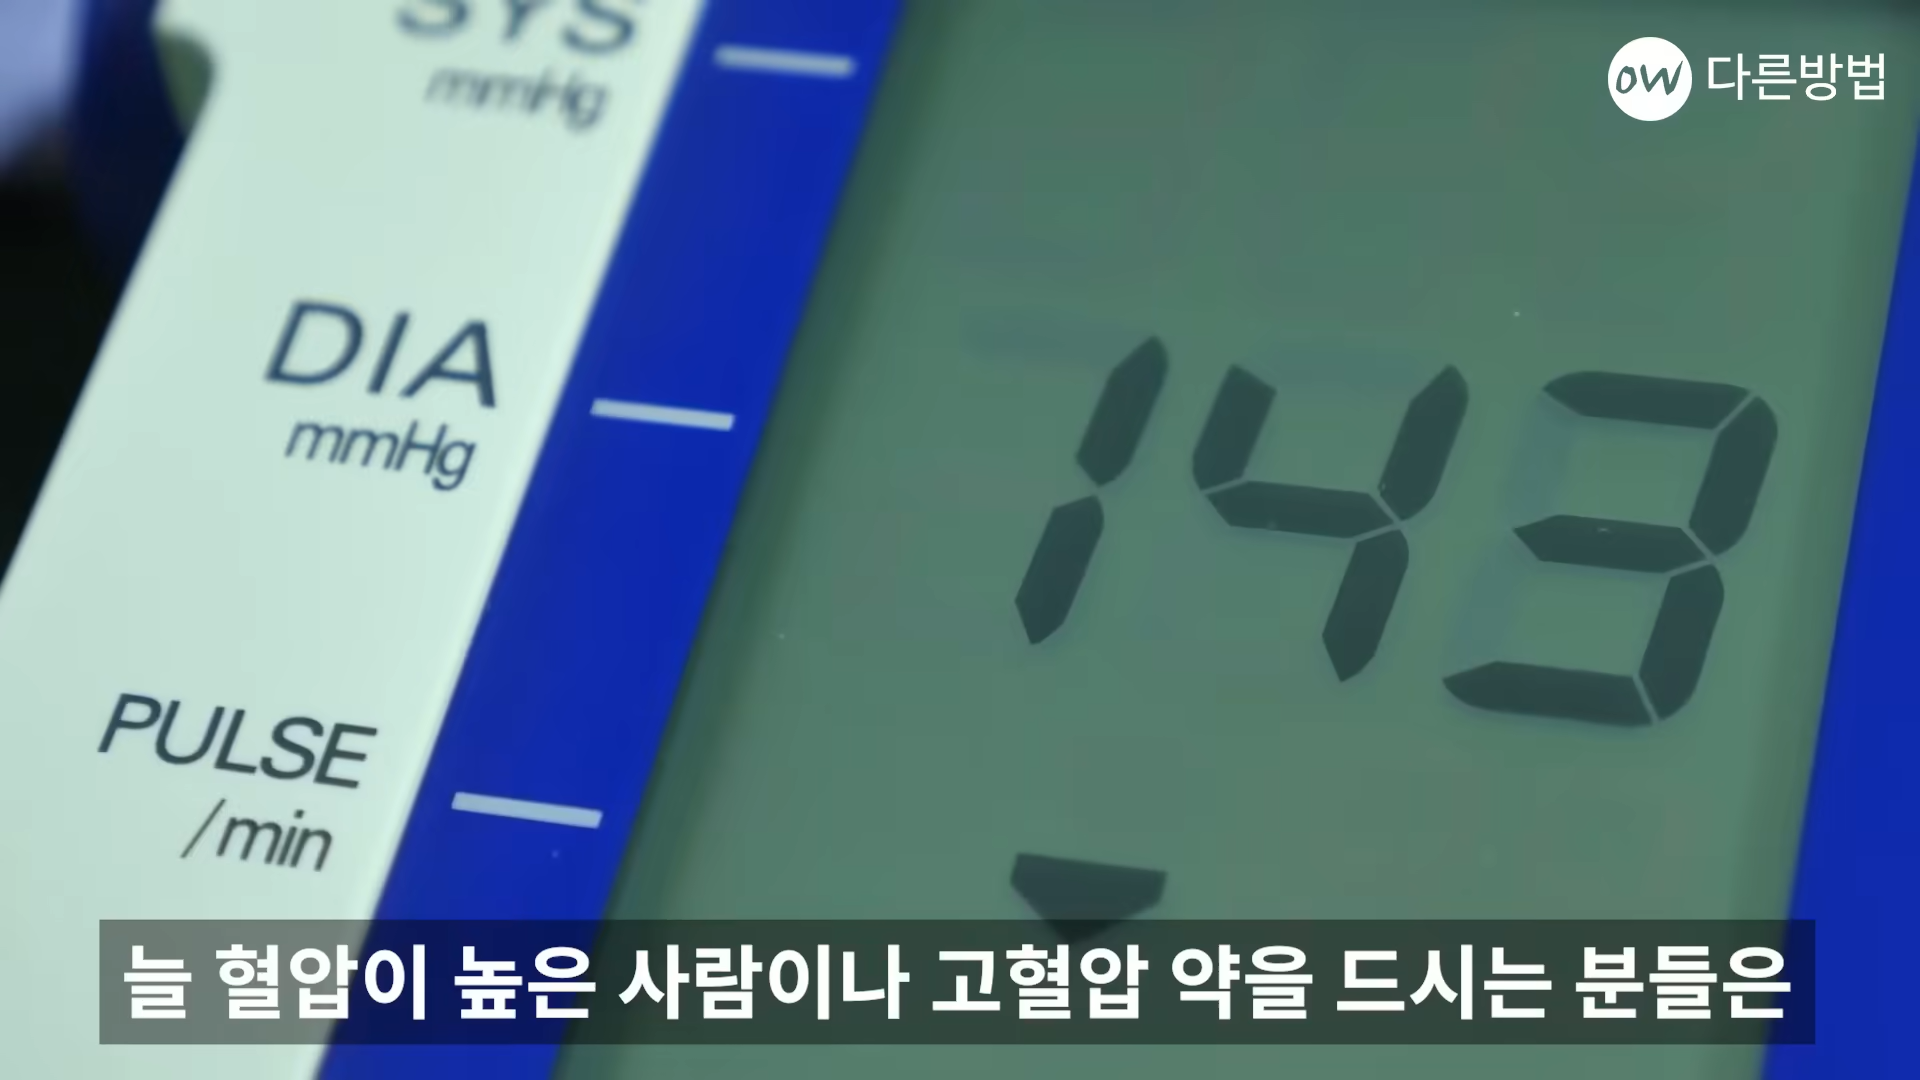 SYS
mmHg
ow 다른방법
DIA
mmHg
143
PULSE
/min
늘 혈압이 높은 사람이나 고혈압 약을 드시는 분들은